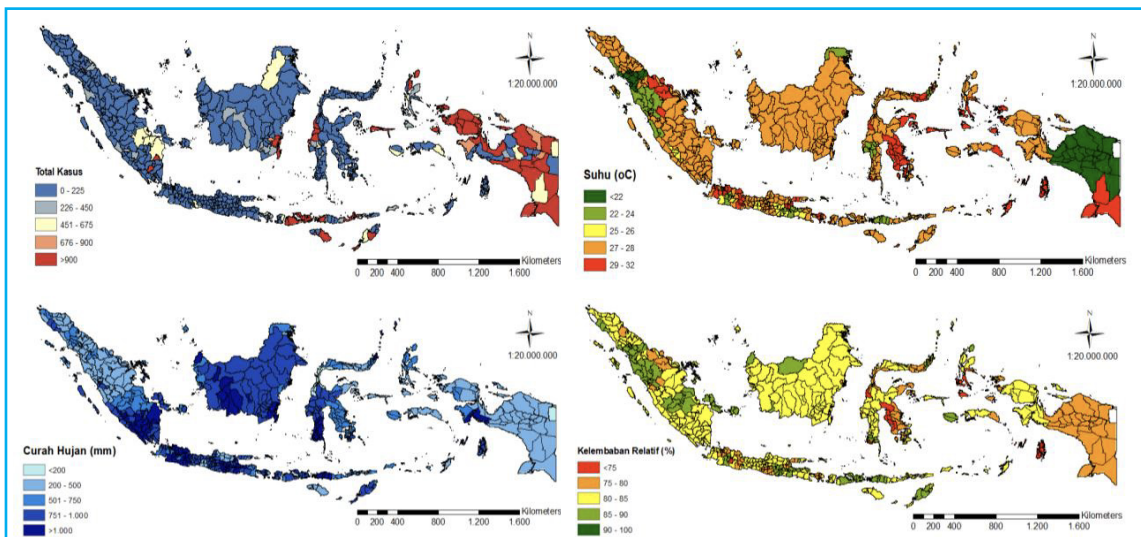 N
1:20.000.000
Total Kasus
0 - 225
226 - 450
451 - 675
676 - 900
>900
Kilometers
0 200 400 800 1.200 1.600
N
1:20.000.000
Suhu (oC)
<22
22 - 24
25 - 26
27 - 28
29 - 32
Kilometers
0 200 400 800 1.200 1.600
N
1:20.000.000
Curah Hujan (mm)
<200
200 - 500
501 - 750
751 - 1.000
>1.000
Kilometers
0 200 400 800 1.200 1.600
N
1:20.000.000
Kelembaban Relatif (%)
<75
75 - 80
80 - 85
85 - 90
90 - 100
Kilometers
0 200 400 800 1.200 1.600